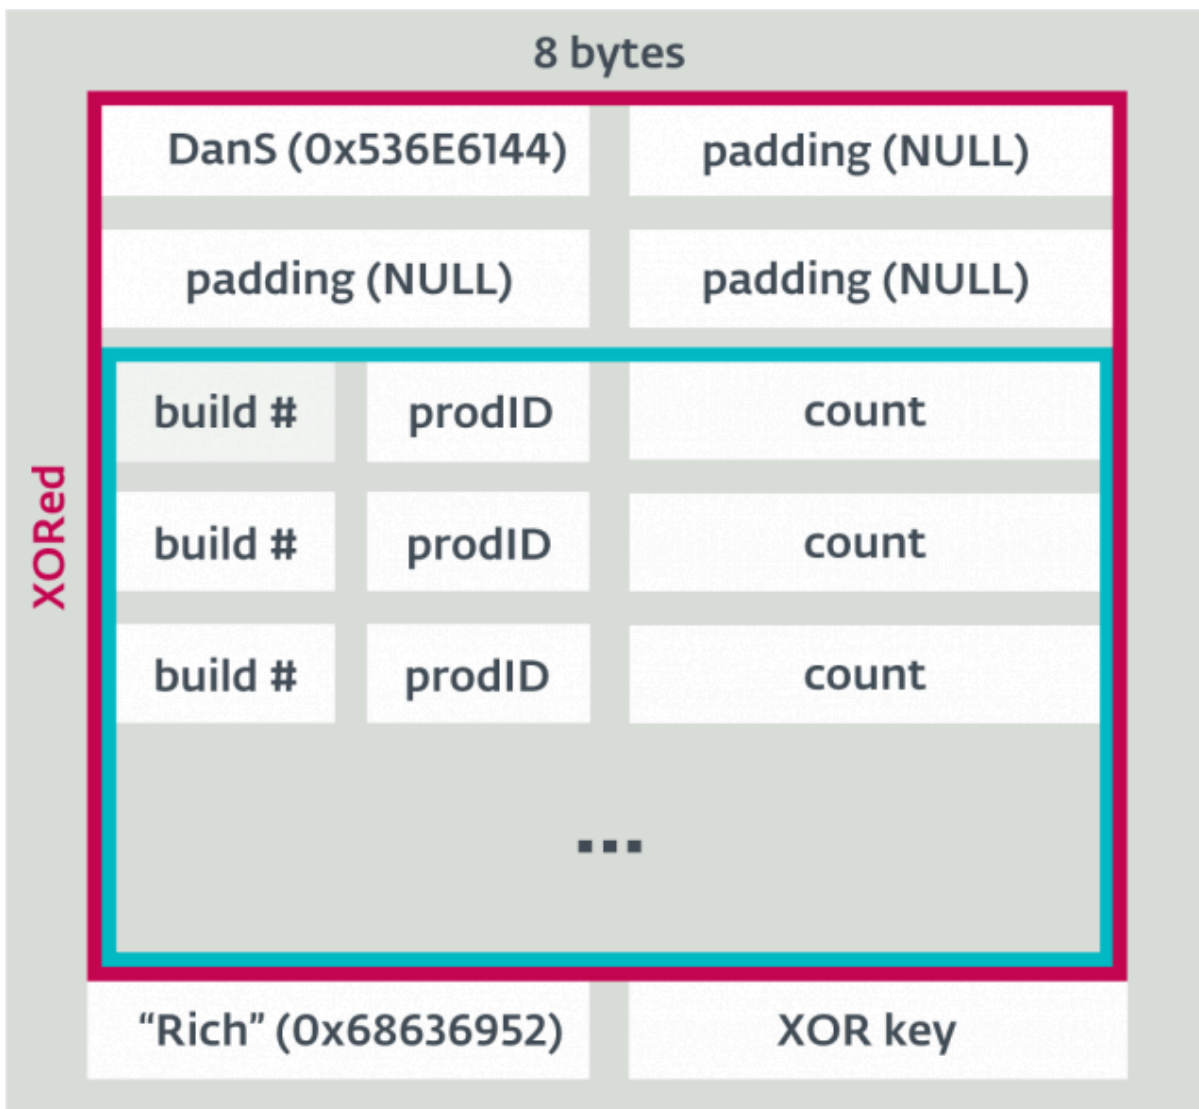 8 bytes
DanS (0x536E6144) padding (NULL)
padding (NULL) padding (NULL)
XORed
build # prodID count
build # prodID count
build # prodID count
...
“Rich” (0x68636952) XOR key